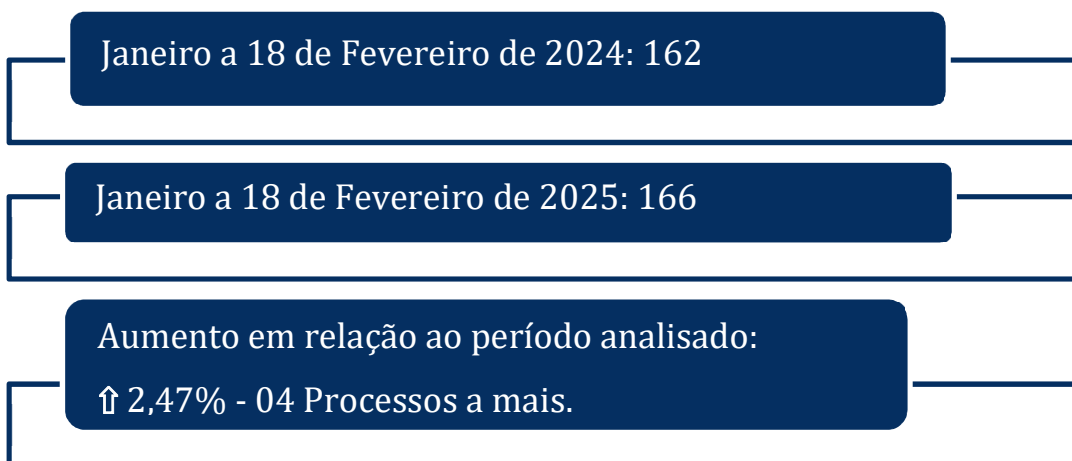 Janeiro a 18 de Fevereiro de 2024: 162
Janeiro a 18 de Fevereiro de 2025: 166
Aumento em relação ao período analisado:
⇧ 2,47% - 04 Processos a mais.